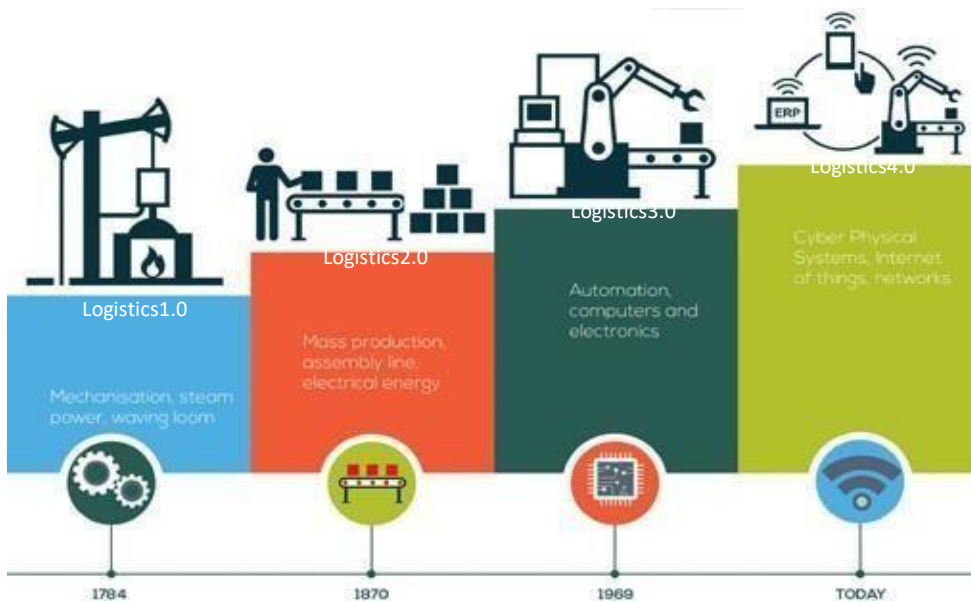 ERP
Logistics4.0
Logistics3.0
Logistics2.0
Logistics1.0
Cyber Physical
Systems, Internet
of things, networks
Automation,
computers and
electronics
Mass production,
assembly line,
electrical energy
Mechanisation, steam
power, waving loom
1784
1870
1969
TODAY